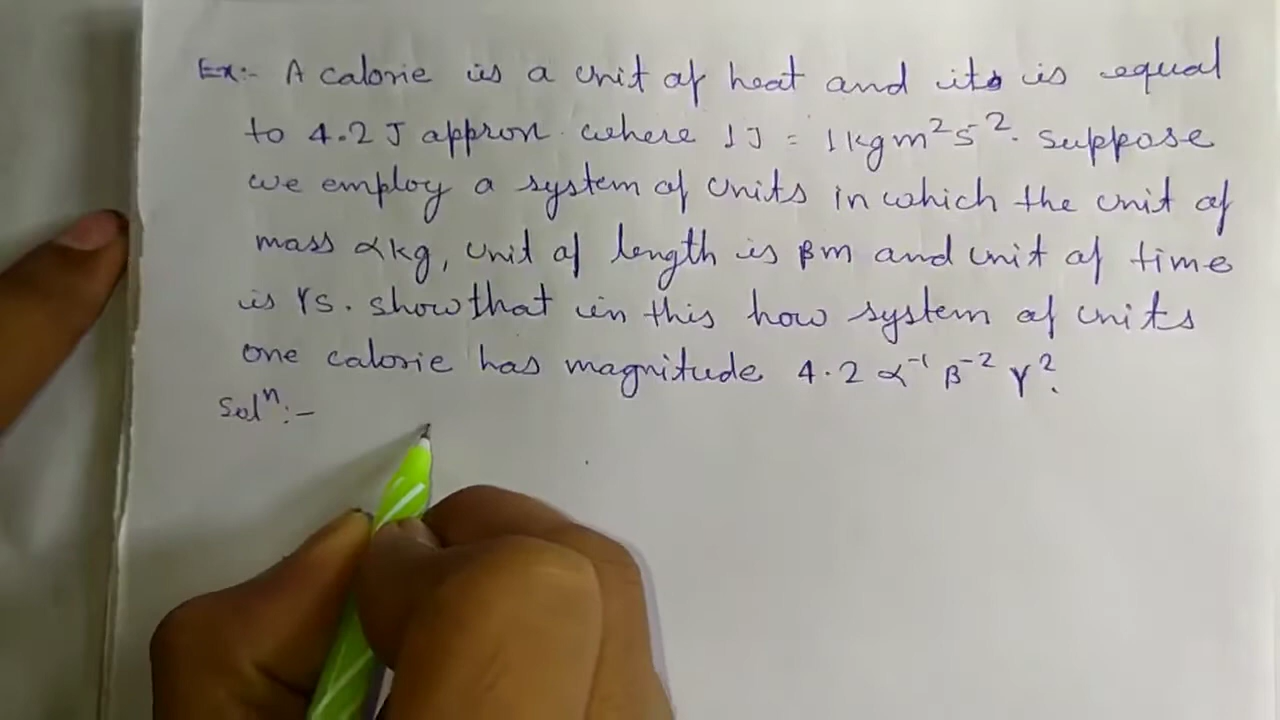 Ex:- A calorie is a unit of heat and its is equal
to 4.2 J approx. where 1J = 1kgm²s⁻². Suppose
we employ a system of units in which the unit of
mass αkg, unit of length is βm and unit of time
is γs. show that in this how system of units
one calorie has magnitude 4.2 α⁻¹ β⁻² γ²?
Solⁿ:-